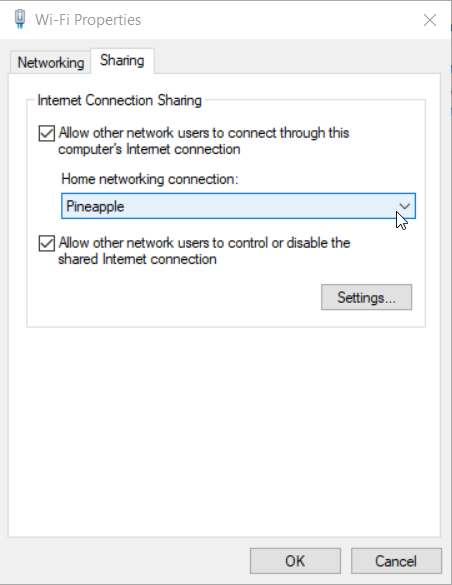 Wi-Fi Properties
Networking
Sharing
Internet Connection Sharing
Allow other network users to connect through this
computer's Internet connection
Home networking connection:
Pineapple
Allow other network users to control or disable the
shared Internet connection
Settings...
OK
Cancel